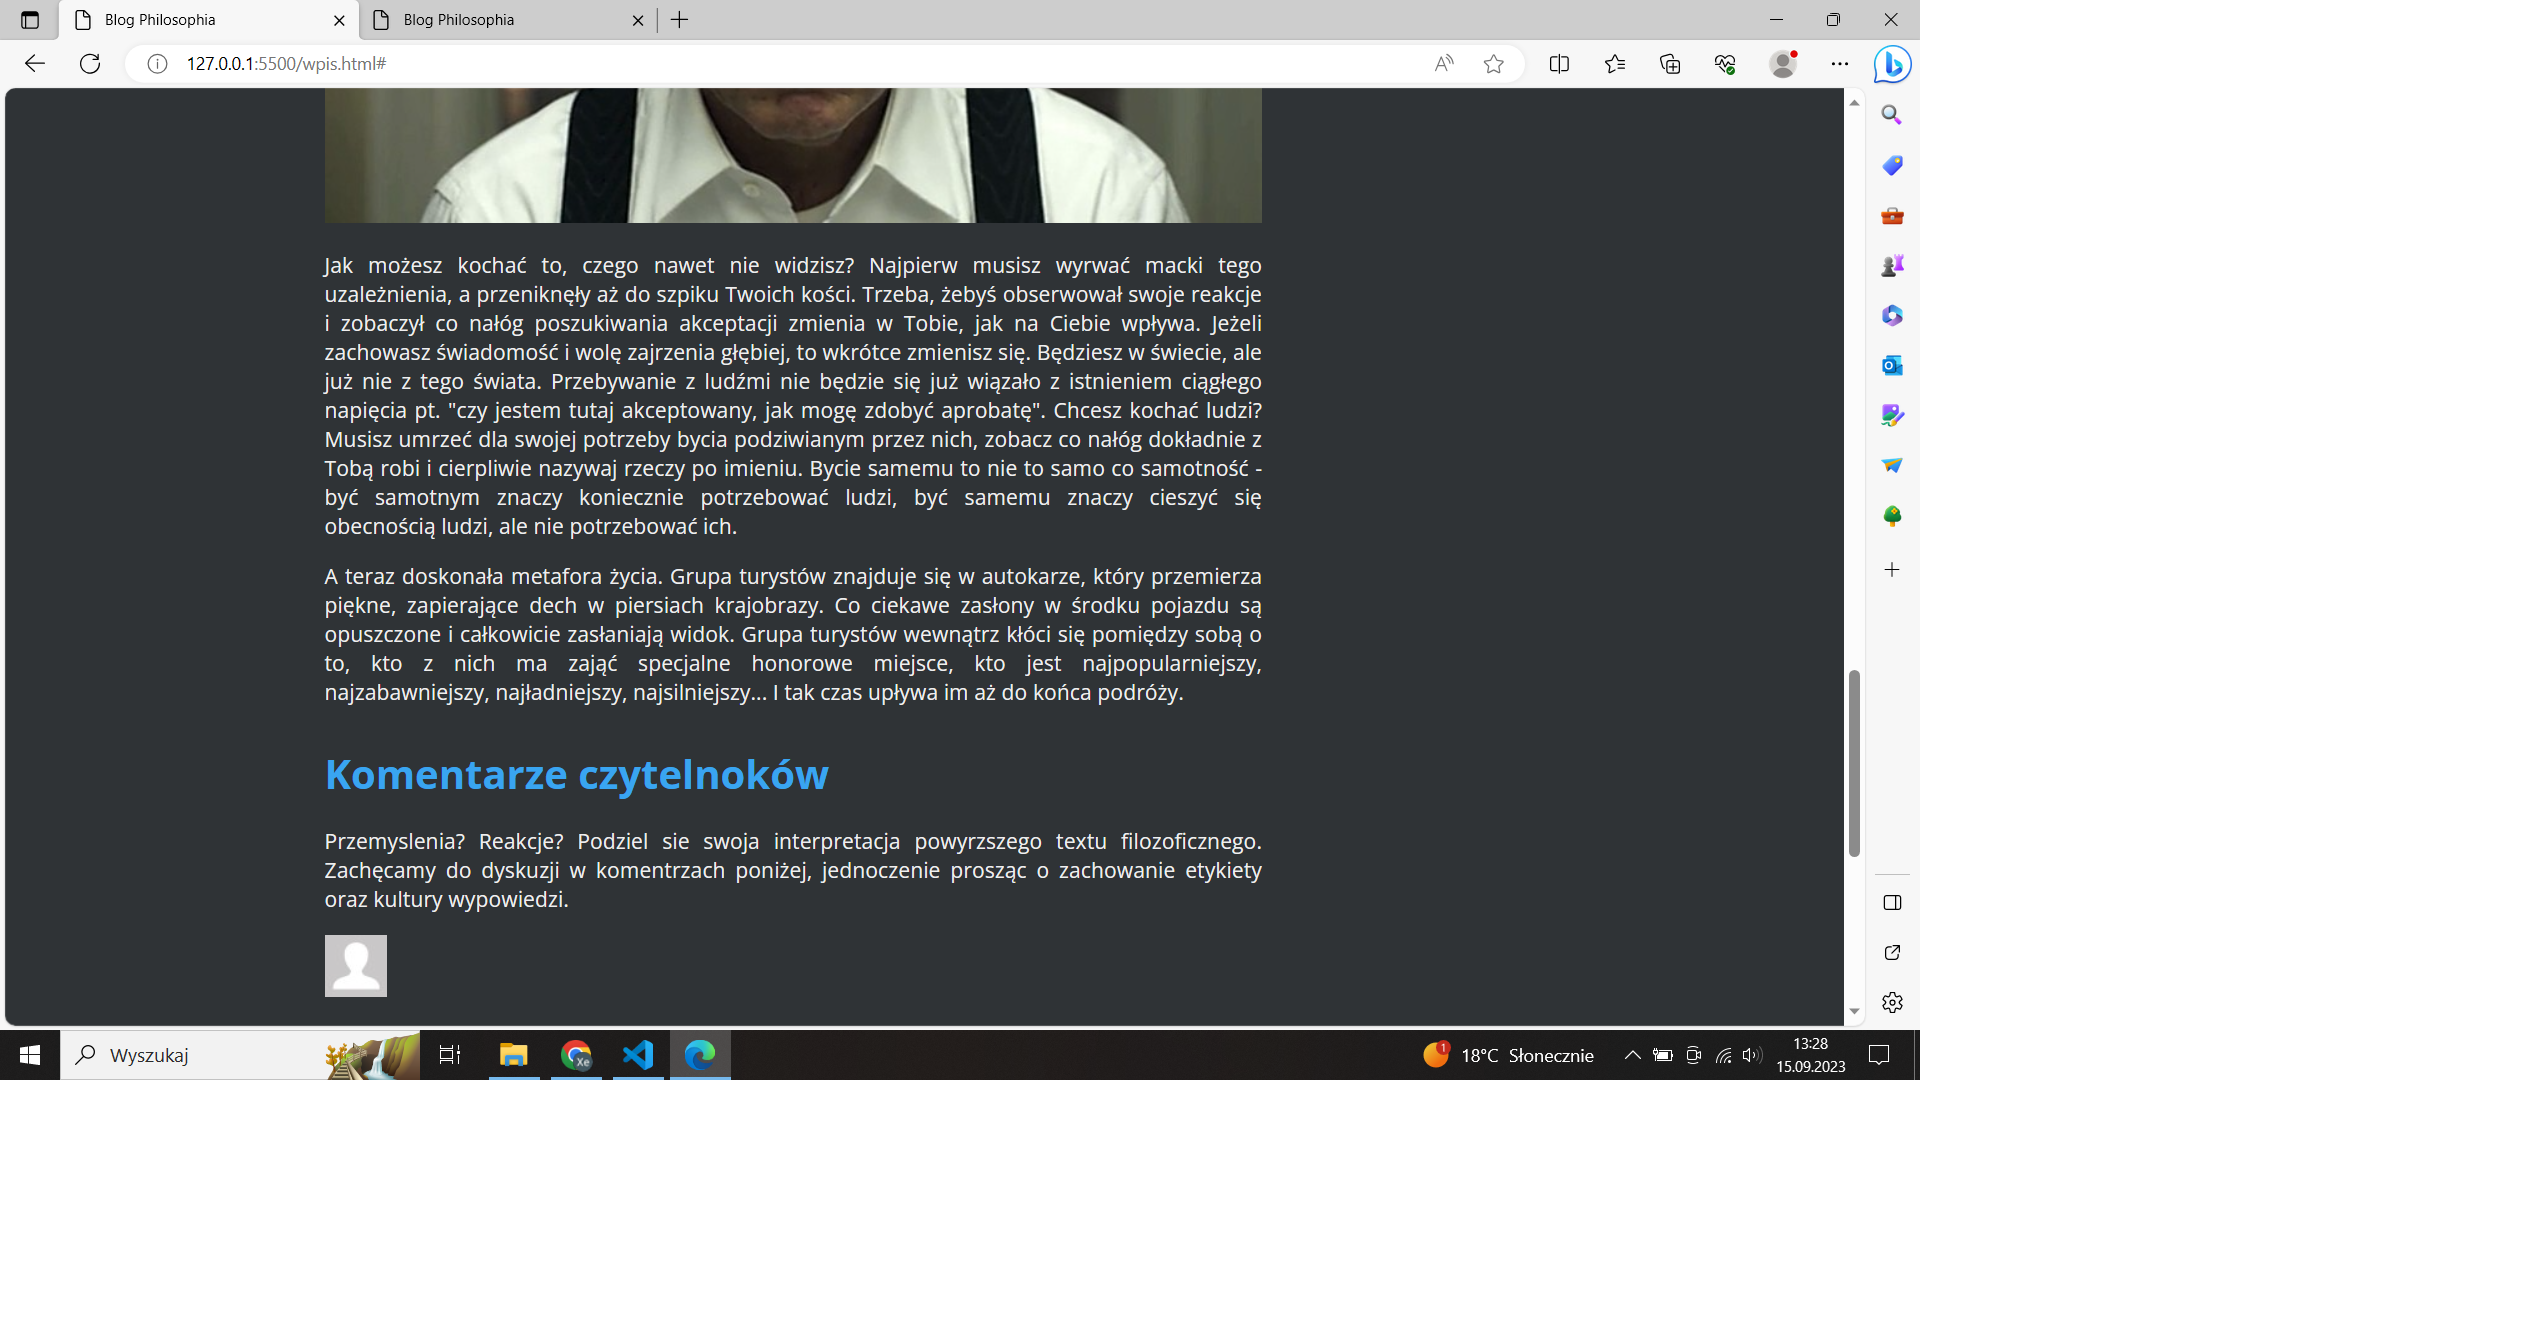 Blog Philosophia
Blog Philosophia
127.0.0.1:5500/wpis.html#
Jak możesz kochać to, czego nawet nie widzisz? Najpierw musisz wyrwać macki tego
uzależnienia, a przeniknęły aż do szpiku Twoich kości. Trzeba, żebyś obserwował swoje reakcje
i zobaczył co nałóg poszukiwania akceptacji zmienia w Tobie, jak na Ciebie wpływa. Jeżeli
zachowasz świadomość i wolę zajrzenia głębiej, to wkrótce zmienisz się. Będziesz w świecie, ale
już nie z tego świata. Przebywanie z ludźmi nie będzie się już wiązało z istnieniem ciągłego
napięcia pt. "czy jestem tutaj akceptowany, jak mogę zdobyć aprobatę". Chcesz kochać ludzi?
Musisz umrzeć dla swojej potrzeby bycia podziwianym przez nich, zobacz co nałóg dokładnie z
Tobą robi i cierpliwie nazywaj rzeczy po imieniu. Bycie samemu to nie to samo co samotność -
być samotnym znaczy koniecznie potrzebować ludzi, być samemu znaczy cieszyć się
obecnością ludzi, ale nie potrzebować ich.
A teraz doskonała metafora życia. Grupa turystów znajduje się w autokarze, który przemierza
piękne, zapierające dech w piersiach krajobrazy. Co ciekawe zasłony w środku pojazdu są
opuszczone i całkowicie zasłaniają widok. Grupa turystów wewnątrz kłóci się pomiędzy sobą o
to, kto z nich ma zająć specjalne honorowe miejsce, kto jest najpopularniejszy,
najzabawniejszy, najładniejszy, najsilniejszy... I tak czas upływa im aż do końca podróży.
Komentarze czytelnoków
Przemyslenia? Reakcje? Podziel sie swoja interpretacja powyrzszego textu filozoficznego.
Zachęcamy do dyskuzji w komentrzach poniżej, jednoczenie prosząc o zachowanie etykiety
oraz kultury wypowiedzi.
Wyszukaj
Xe
1
18°C Słonecznie
13:28
15.09.2023